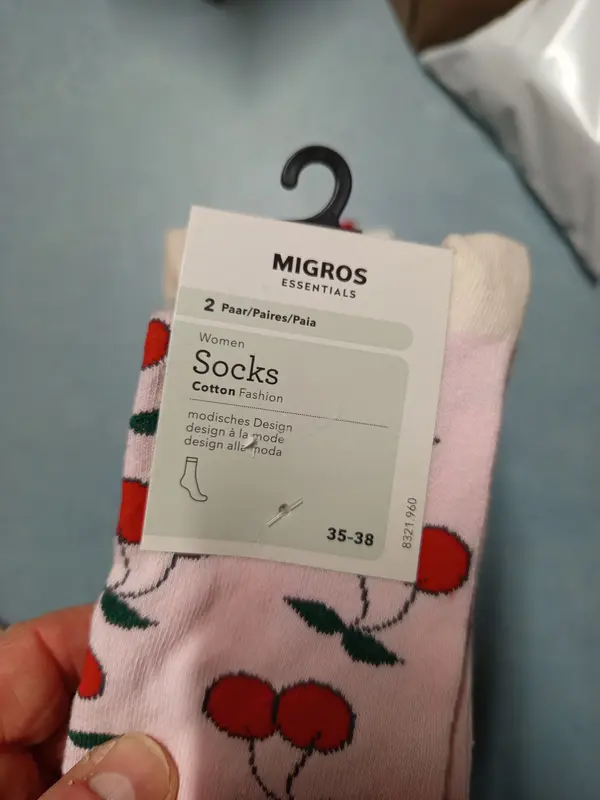 MIGROS
ESSENTIALS
2 Paar/Paires/Paia
Women
Socks
Cotton Fashion
modisches Design
design à la mode
design alla moda
35-38
8321.960